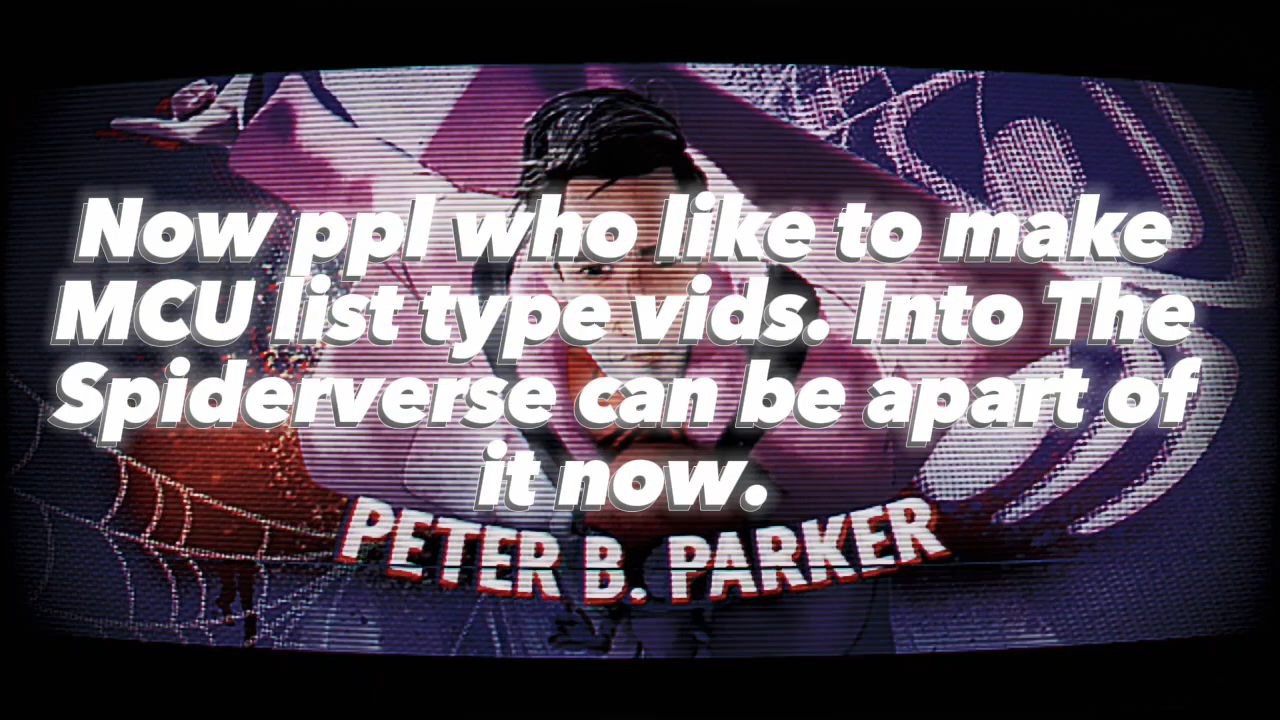 Now ppl who like to make
MCU list type vids. Into The
Spiderverse can be apart of
it now.
PETER B. PARKER